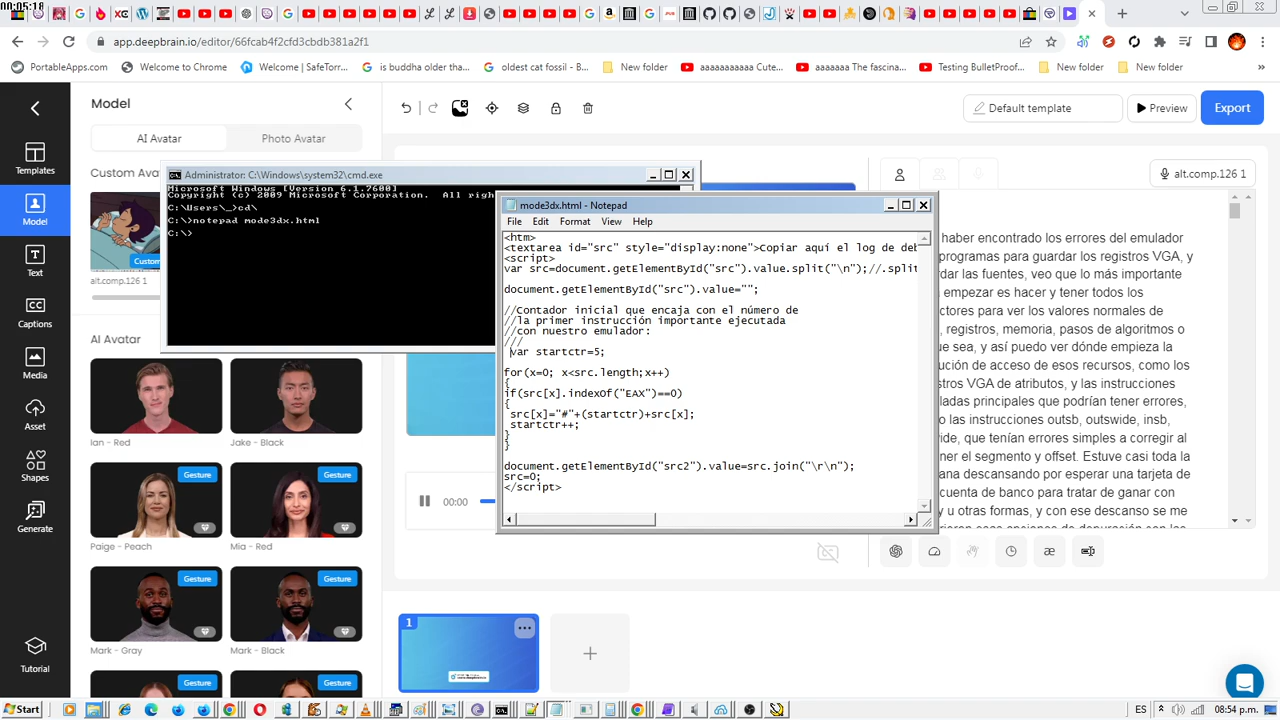 00:05:18
app.deepbrain.io/editor/66fcab4f2cfd3cbdb381a2f1
PortableApps.com
Welcome to Chrome
Welcome | SafeTorr...
is buddha older tha...
oldest cat fossil - B...
New folder
aaaaaaaaaaa Cute...
aaaaaaa The fascina...
Testing BulletProof...
New folder
New folder
Templates
Model
Text
Captions
Media
Asset
Shapes
Generate
Tutorial
Model
AI Avatar
Photo Avatar
Custom Ava
Custom
alt.comp.126 1
AI Avatar
Ian - Red
Jake - Black
Gesture
Paige - Peach
Gesture
Mia - Red
Gesture
Mark - Gray
Gesture
Mark - Black
Default template
Preview
Export
alt.comp.126 1
Administrator: C:\Windows\system32\cmd.exe
Microsoft Windows [Version 6.1.7600]
Copyright (c) 2009 Microsoft Corporation. All righ
C:\Users\_>cd\
C:\>notepad mode3dx.html
C:\>
mode3dx.html - Notepad
File Edit Format View Help
<htm>
<textarea id="src" style="display:none">Copiar aquí el log de deb
<script>
var src=document.getElementById("src").value.split("\n");//.split
document.getElementById("src").value="";
//Contador inicial que encaja con el número de
//la primer instrucción importante ejecutada
//con nuestro emulador:
///
var startctr=5;
for(x=0; x<src.length;x++)
{
if(src[x].indexOf("EAX")==0)
{
src[x]="#"+(startctr)+src[x];
startctr++;
}
}
document.getElementById("src2").value=src.join("\r\n");
src=0;
</script>
haber encontrado los errores del emulador
programas para guardar los registros VGA, y
rdar las fuentes, veo que lo más importante
empezar es hacer y tener todos los
ctores para ver los valores normales de
, registros, memoria, pasos de algoritmos o
ue sea, y así puedo ver dónde empieza la
ución de acceso de esos recursos, como los
stros VGA de atributos, y las instrucciones
ladas principales que podrían tener errores,
o las instrucciones outsb, outswide, insb,
vide, que tenían errores simples a corregir al
ner el segmento y offset. Estuve casi toda la
ana descansando por esperar una tarjeta de
cuenta de banco para tratar de ganar con
y u otras formas, y con ese descanso se me
00:00
1
Start
ES
08:54 p.m.